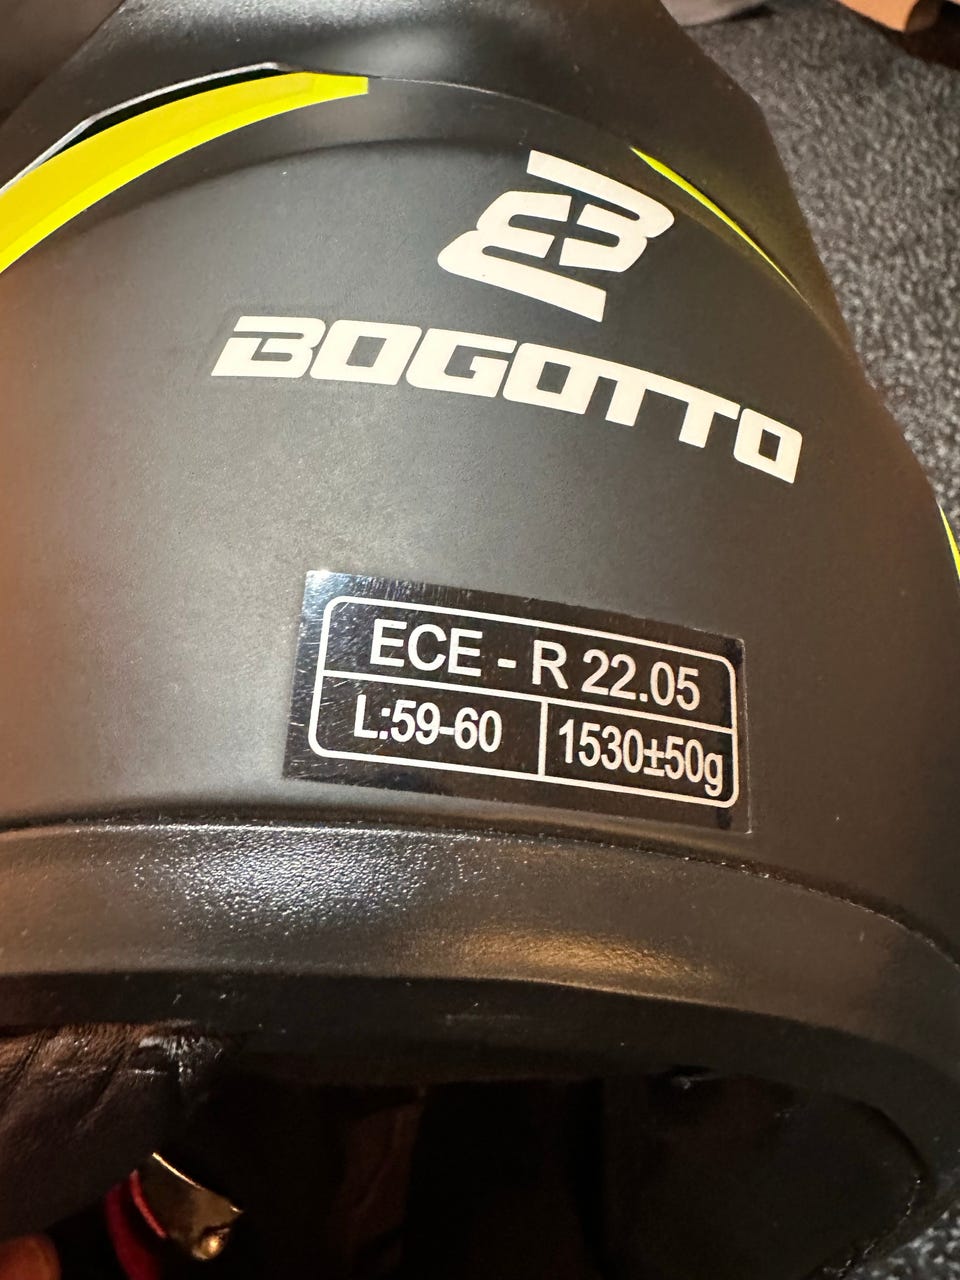 BOGOTTO
ECE - R 22.05
L:59-60 1530±50g